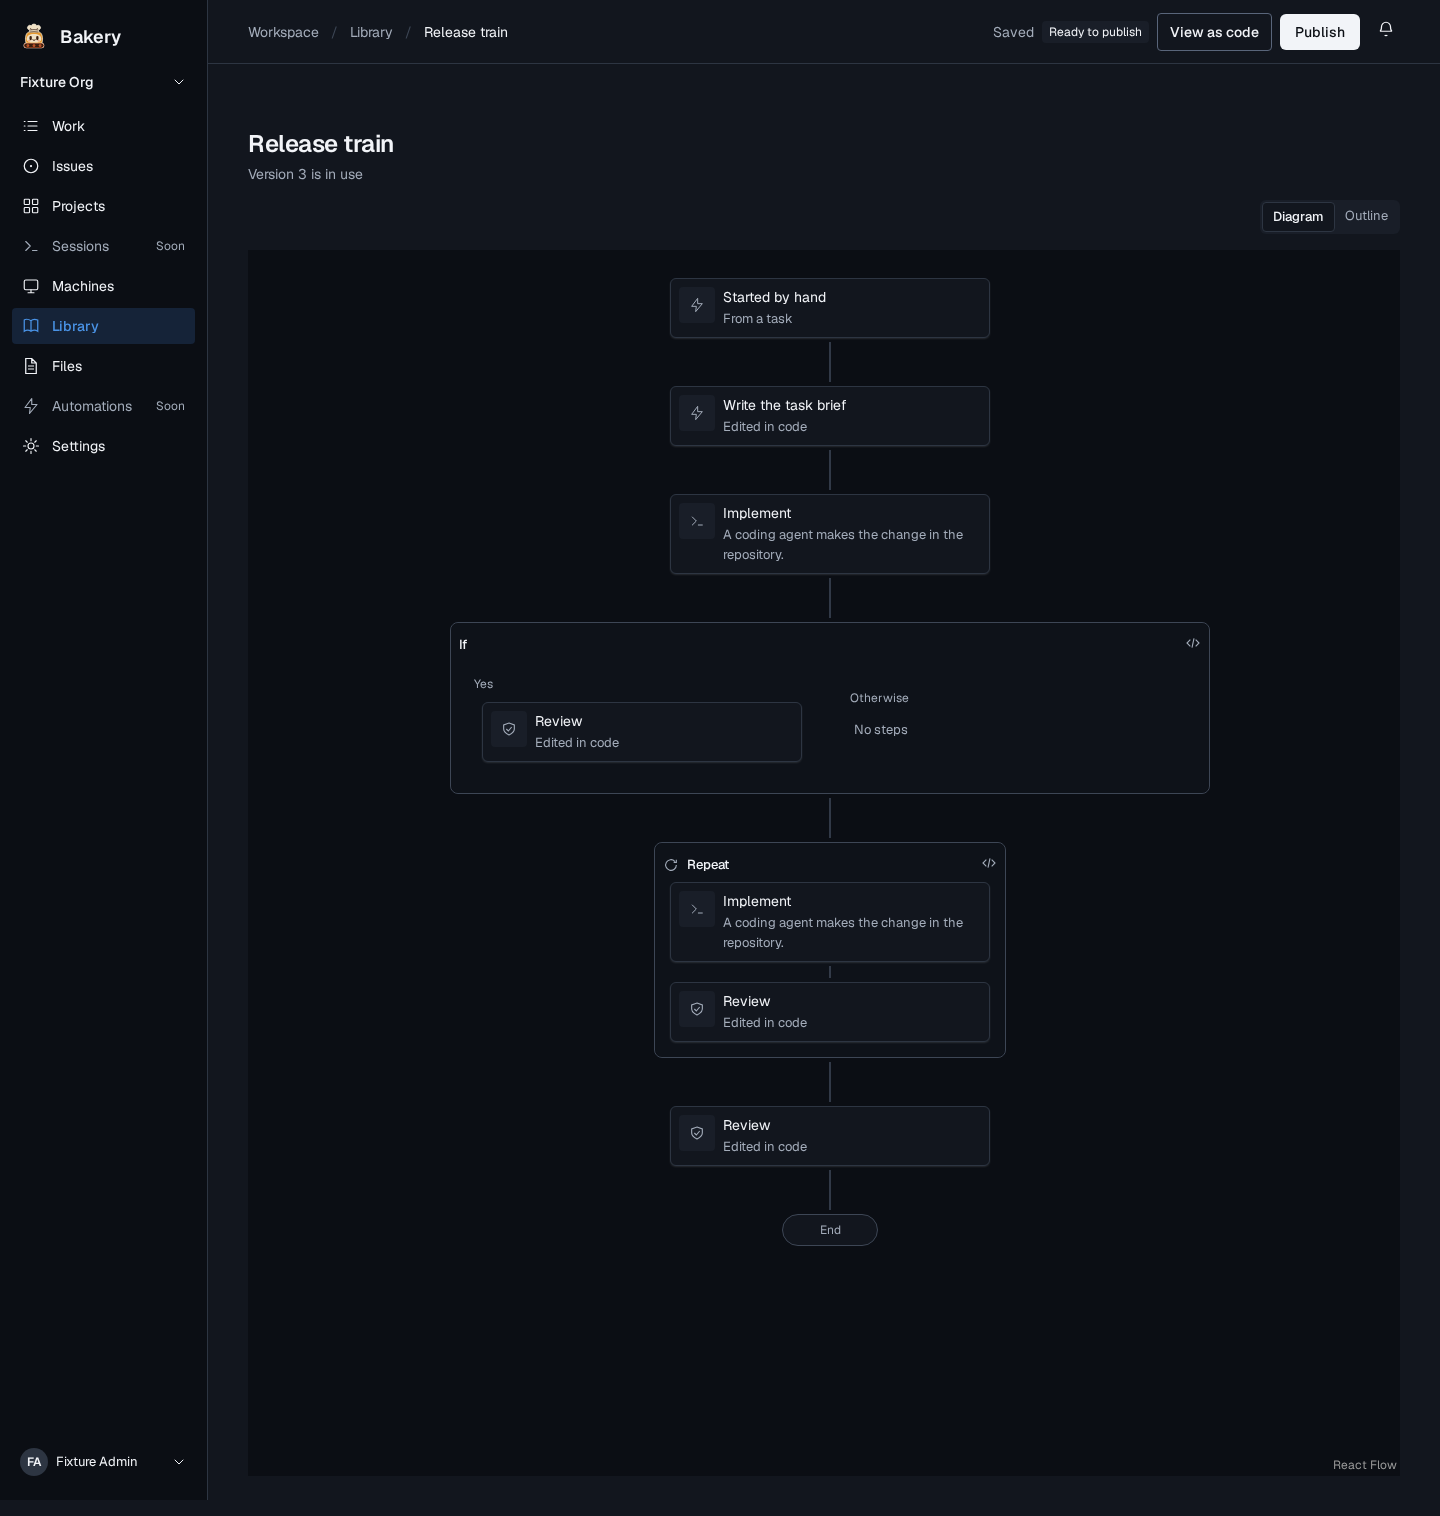 Bakery
Fixture Org
Work
Issues
Projects
Sessions Soon
Machines
Library
Files
Automations Soon
Settings
FA Fixture Admin
Workspace / Library / Release train
Saved Ready to publish View as code Publish
Release train
Version 3 is in use
Diagram Outline
Started by hand
From a task
Write the task brief
Edited in code
Implement
A coding agent makes the change in the
repository.
If
Yes
Review
Edited in code
Otherwise
No steps
Repeat
Implement
A coding agent makes the change in the
repository.
Review
Edited in code
Review
Edited in code
End
React Flow